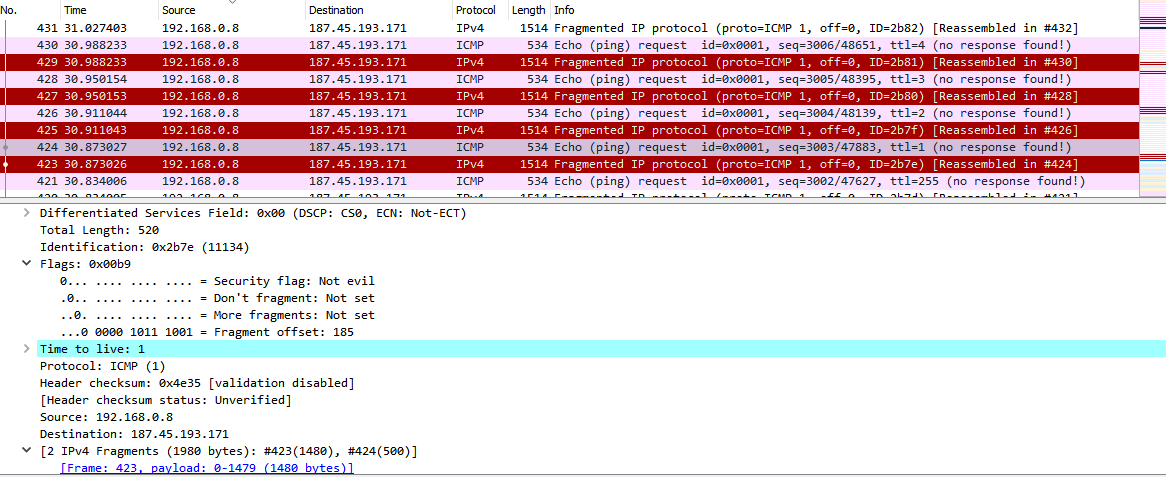 No. Time Source Destination Protocol Length Info
431 31.027403 192.168.0.8 187.45.193.171 IPv4 1514 Fragmented IP protocol (proto=ICMP 1, off=0, ID=2b82) [Reassembled in #432]
430 30.988233 192.168.0.8 187.45.193.171 ICMP 534 Echo (ping) request id=0x0001, seq=3006/48651, ttl=4 (no response found!)
429 30.988233 192.168.0.8 187.45.193.171 IPv4 1514 Fragmented IP protocol (proto=ICMP 1, off=0, ID=2b81) [Reassembled in #430]
428 30.950154 192.168.0.8 187.45.193.171 ICMP 534 Echo (ping) request id=0x0001, seq=3005/48395, ttl=3 (no response found!)
427 30.950153 192.168.0.8 187.45.193.171 IPv4 1514 Fragmented IP protocol (proto=ICMP 1, off=0, ID=2b80) [Reassembled in #428]
426 30.911044 192.168.0.8 187.45.193.171 ICMP 534 Echo (ping) request id=0x0001, seq=3004/48139, ttl=2 (no response found!)
425 30.911043 192.168.0.8 187.45.193.171 IPv4 1514 Fragmented IP protocol (proto=ICMP 1, off=0, ID=2b7f) [Reassembled in #426]
424 30.873027 192.168.0.8 187.45.193.171 ICMP 534 Echo (ping) request id=0x0001, seq=3003/47883, ttl=1 (no response found!)
423 30.873026 192.168.0.8 187.45.193.171 IPv4 1514 Fragmented IP protocol (proto=ICMP 1, off=0, ID=2b7e) [Reassembled in #424]
421 30.834006 192.168.0.8 187.45.193.171 ICMP 534 Echo (ping) request id=0x0001, seq=3002/47627, ttl=255 (no response found!)
Differentiated Services Field: 0x00 (DSCP: CS0, ECN: Not-ECT)
Total Length: 520
Identification: 0x2b7e (11134)
Flags: 0x00b9
0... .... .... .... = Security flag: Not evil
.0.. .... .... .... = Don't fragment: Not set
..0. .... .... .... = More fragments: Not set
...0 0000 1011 1001 = Fragment offset: 185
Time to live: 1
Protocol: ICMP (1)
Header checksum: 0x4e35 [validation disabled]
[Header checksum status: Unverified]
Source: 192.168.0.8
Destination: 187.45.193.171
[2 IPv4 Fragments (1980 bytes): #423(1480), #424(500)]
[Frame: 423, payload: 0-1479 (1480 bytes)]